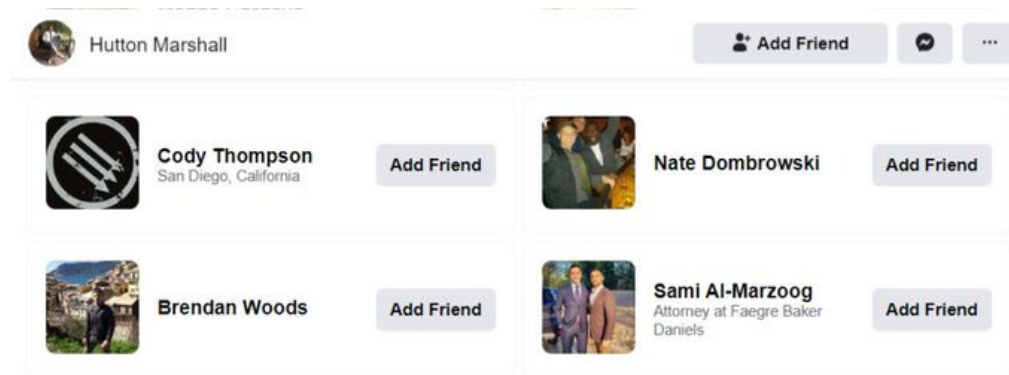 Hutton Marshall
Add Friend
Cody Thompson
San Diego, California
Add Friend
Nate Dombrowski
Add Friend
Brendan Woods
Add Friend
Sami Al-Marzoog
Attorney at Faegre Baker
Daniels
Add Friend